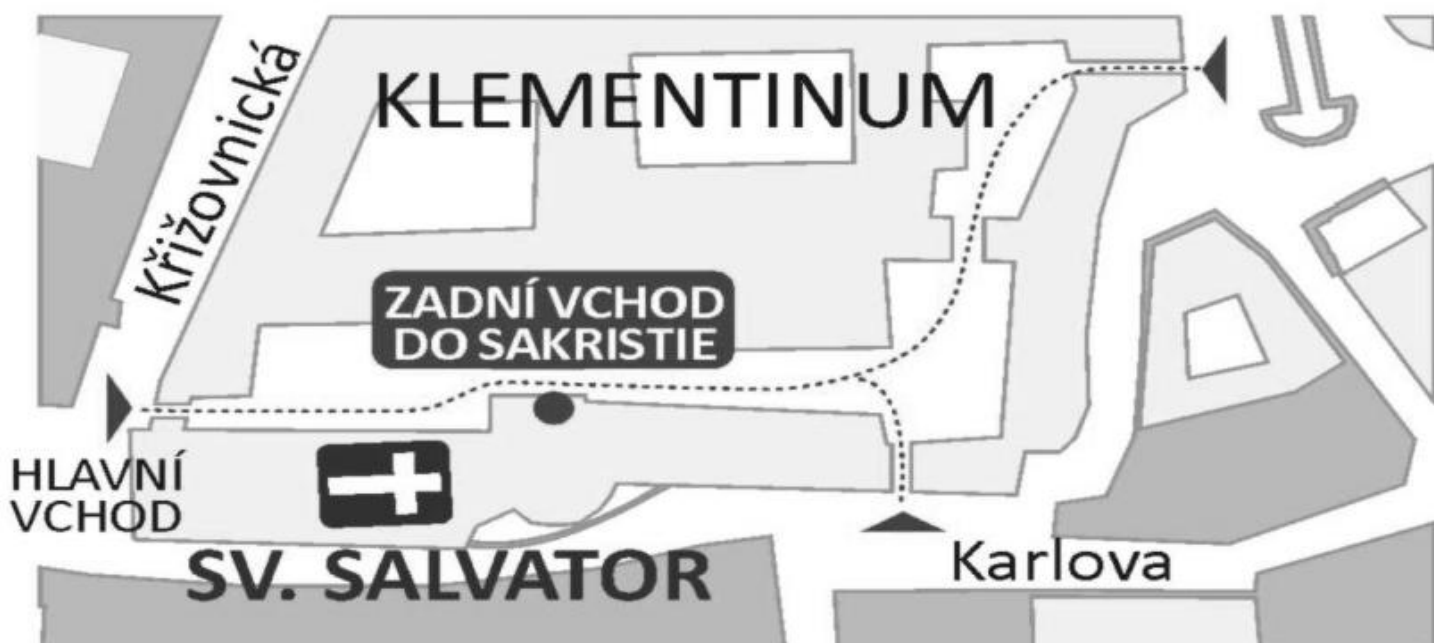 Křižovnická
KLEMENTINUM
ZADNÍ VCHOD
DO SAKRISTIE
HLAVNÍ
VCHOD
SV. SALVATOR
Karlova